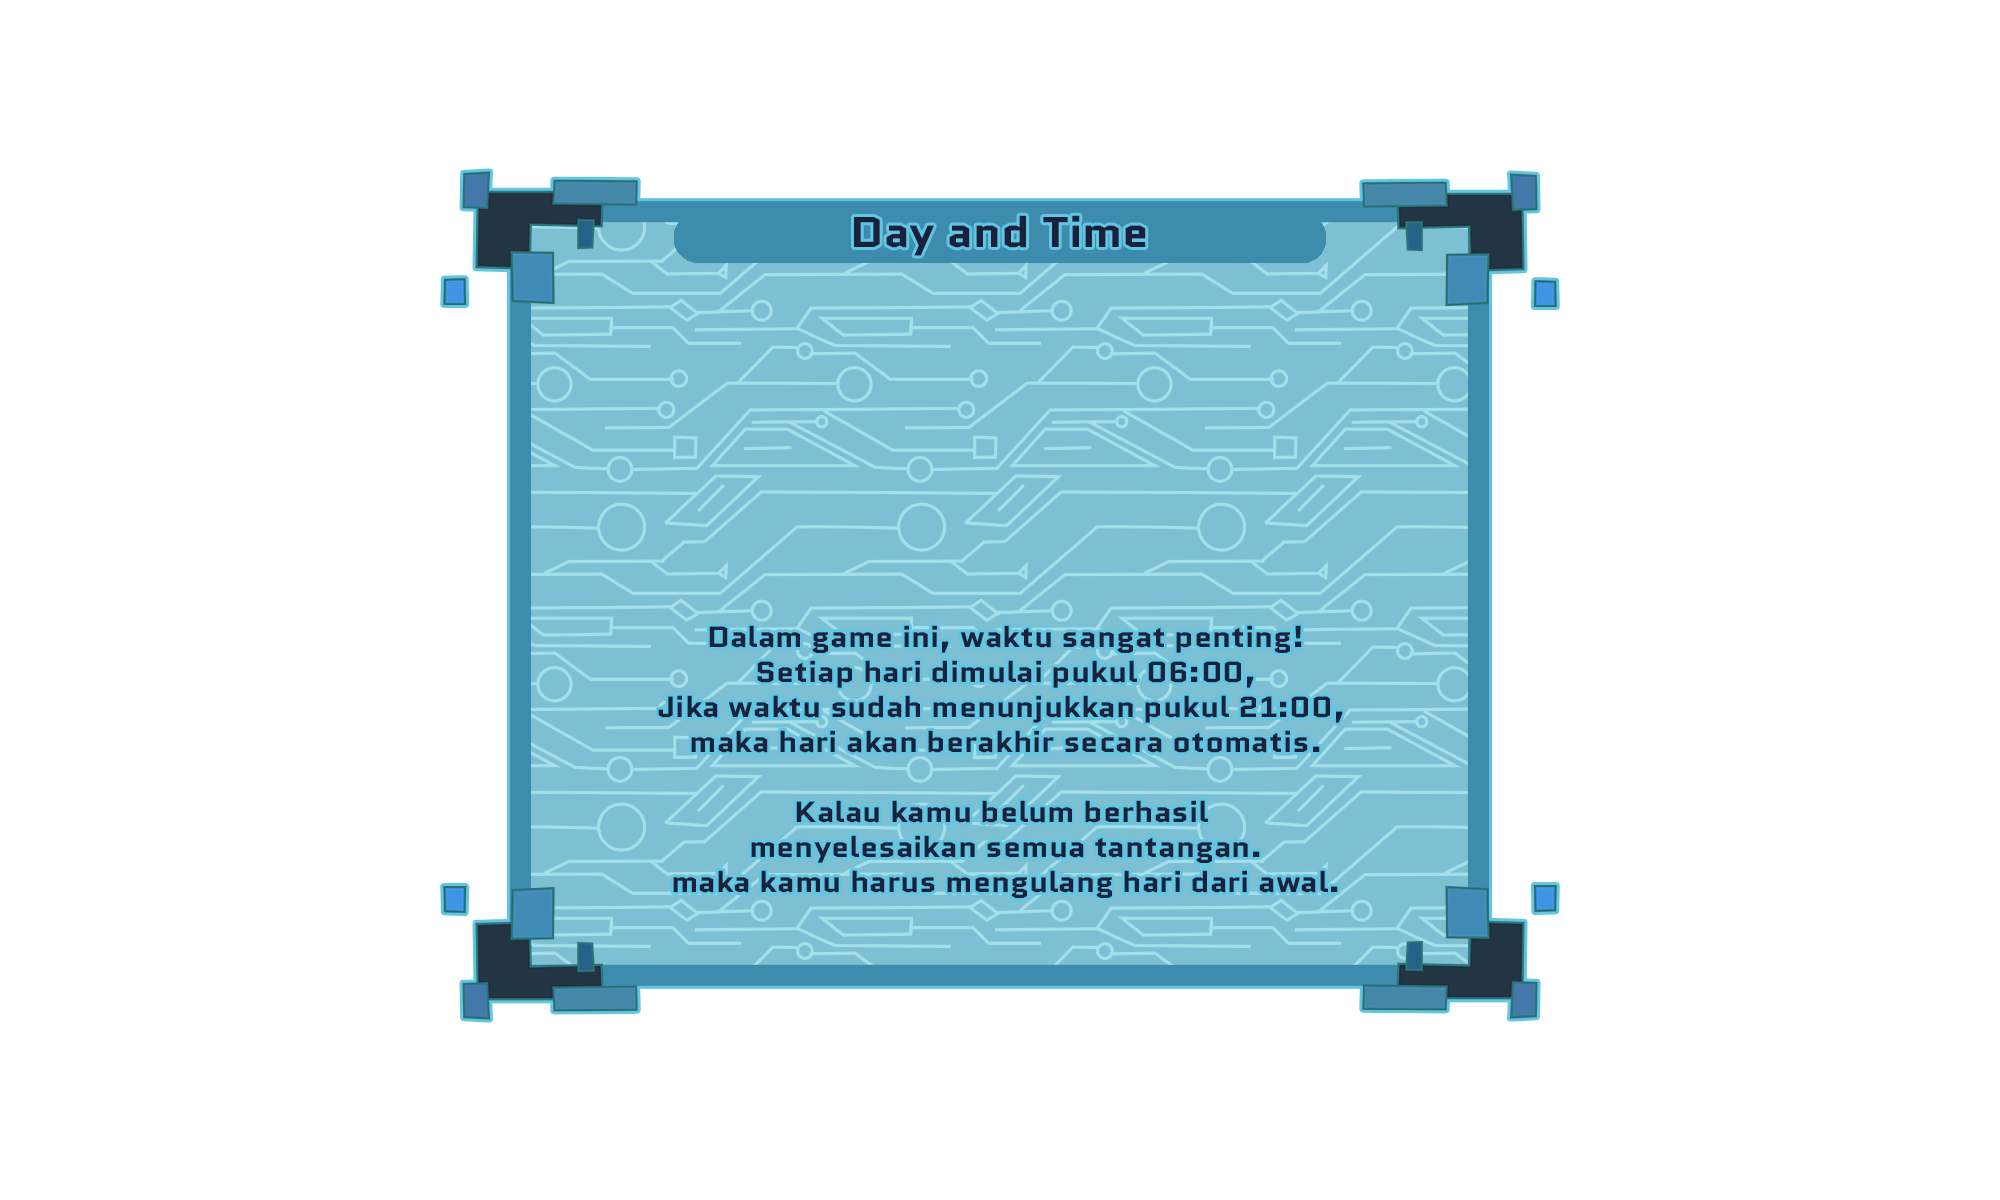 Day and Time
Dalam game ini, waktu sangat penting!
Setiap hari dimulai pukul 06:00,
Jika waktu sudah menunjukkan pukul 21:00,
maka hari akan berakhir secara otomatis.
Kalau kamu belum berhasil
menyelesaikan semua tantangan.
maka kamu harus mengulang hari dari awal.